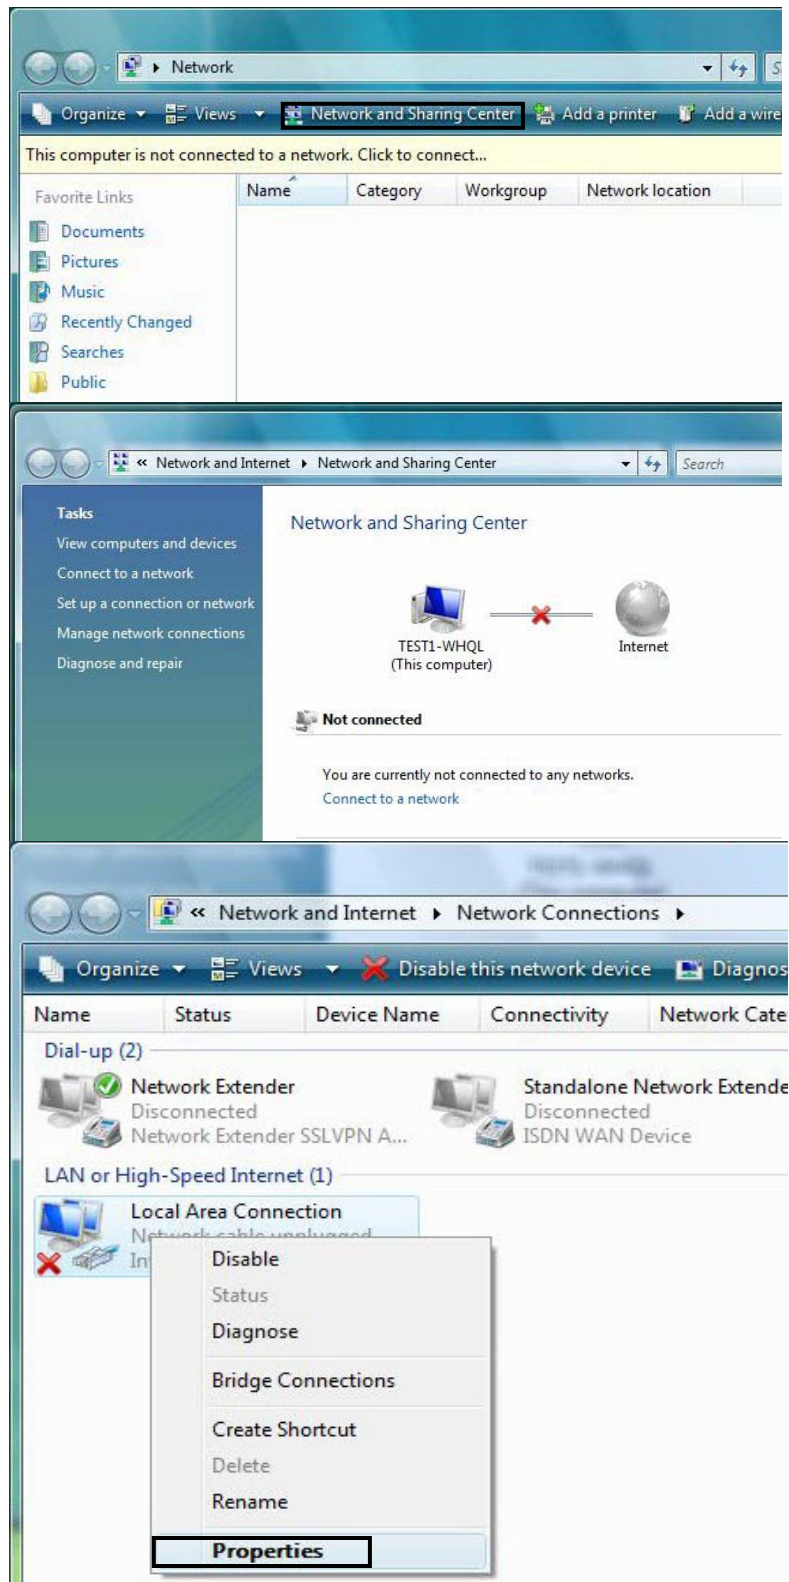 Network
Organize Views Network and Sharing Center Add a printer Add a wire
This computer is not connected to a network. Click to connect...
Favorite Links
Name Category Workgroup Network location
Documents
Pictures
Music
Recently Changed
Searches
Public
« Network and Internet Network and Sharing Center Search
Tasks
View computers and devices
Connect to a network
Set up a connection or network
Manage network connections
Diagnose and repair
Network and Sharing Center
TEST1-WHQL
(This computer)
Internet
Not connected
You are currently not connected to any networks.
Connect to a network
« Network and Internet Network Connections
Organize Views Disable this network device Diagnos
Name Status Device Name Connectivity Network Cate
Dial-up (2)
Network Extender
Disconnected
Network Extender SSLVPN A...
Standalone Network Extende
Disconnected
ISDN WAN Device
LAN or High-Speed Internet (1)
Local Area Connection
Network cable unplugged
Disable
Status
Diagnose
Bridge Connections
Create Shortcut
Delete
Rename
Properties